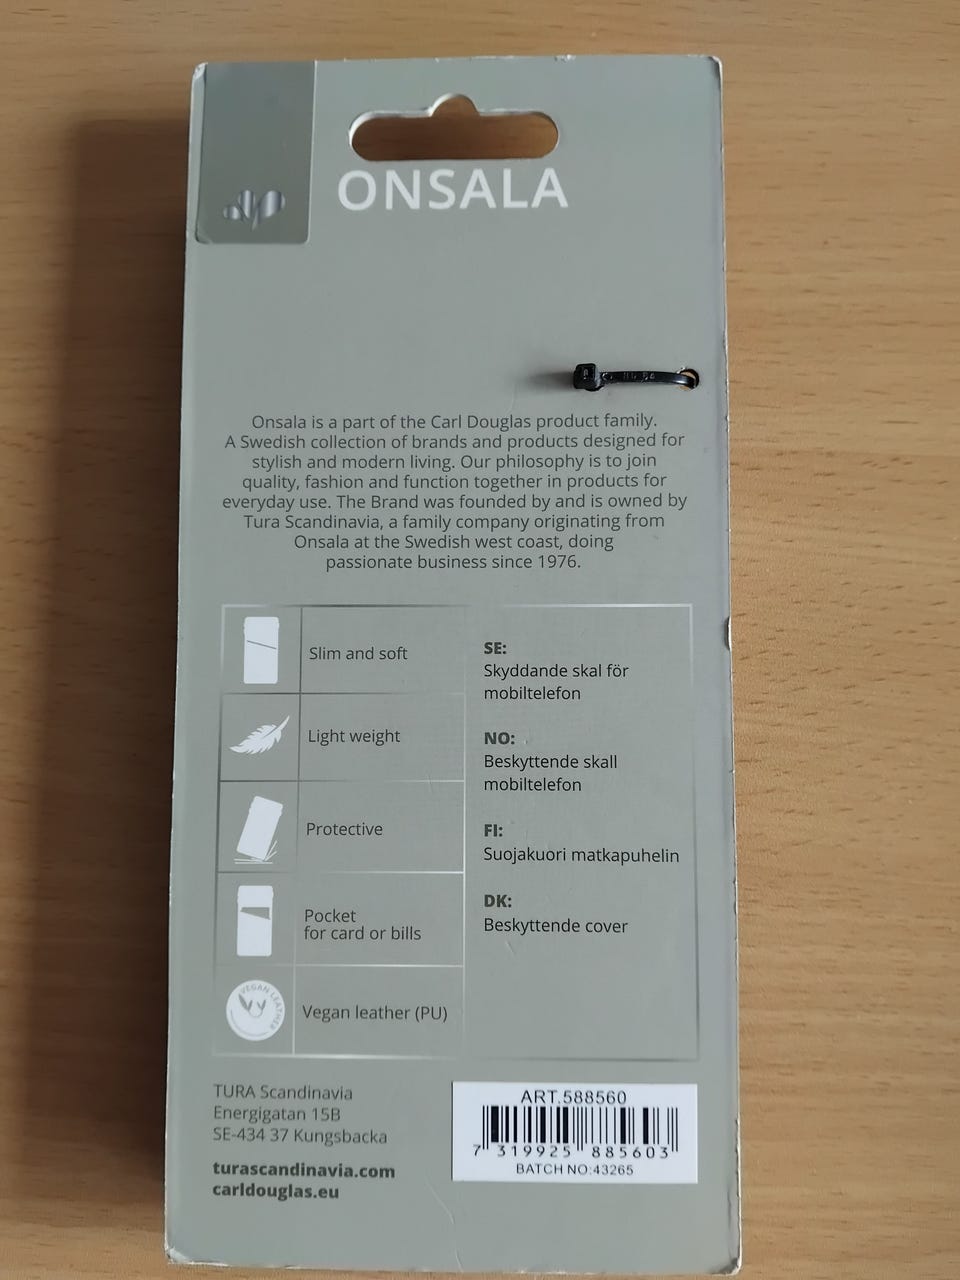 ONSALA
Onsala is a part of the Carl Douglas product family.
A Swedish collection of brands and products designed for
stylish and modern living. Our philosophy is to join
quality, fashion and function together in products for
everyday use. The Brand was founded by and is owned by
Tura Scandinavia, a family company originating from
Onsala at the Swedish west coast, doing
passionate business since 1976.
Slim and soft
Light weight
Protective
Pocket
for card or bills
VEGAN LEATHER
Vegan leather (PU)
SE:
Skyddande skal för
mobiltelefon
NO:
Beskyttende skall
mobiltelefon
FI:
Suojakuori matkapuhelin
DK:
Beskyttende cover
TURA Scandinavia
Energigatan 15B
SE-434 37 Kungsbacka
turascandinavia.com
carldouglas.eu
ART.588560
7 319925 885603
BATCH NO:43265